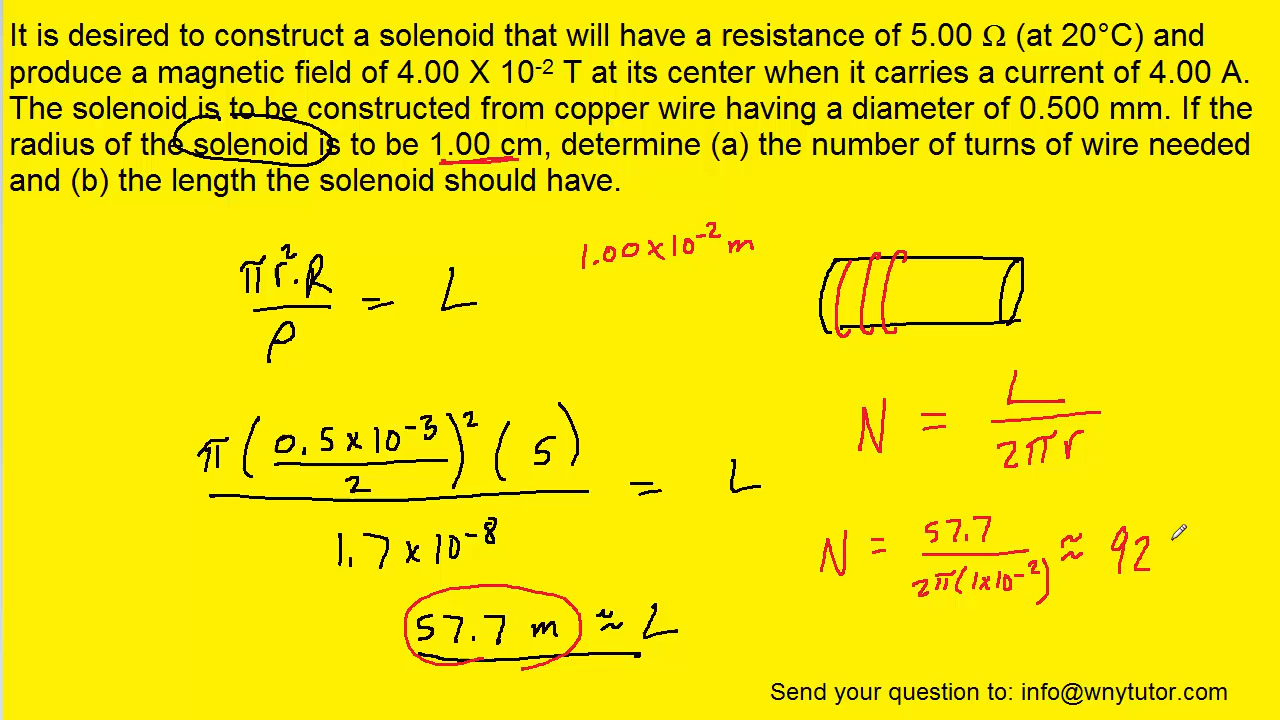 It is desired to construct a solenoid that will have a resistance of 5.00 Ω (at 20°C) and
produce a magnetic field of 4.00 X 10⁻² T at its center when it carries a current of 4.00 A.
The solenoid is to be constructed from copper wire having a diameter of 0.500 mm. If the
radius of the solenoid is to be 1.00 cm, determine (a) the number of turns of wire needed
and (b) the length the solenoid should have.
1.00x10⁻² m
πr²·R / ρ = L
N = L / 2πr
π(0.5x10⁻³ / 2)²(5) / 1.7x10⁻⁸ = L
N = 57.7 / 2π(1x10⁻²) ≈ 92
57.7 m ≈ L
Send your question to: info@wnytutor.com